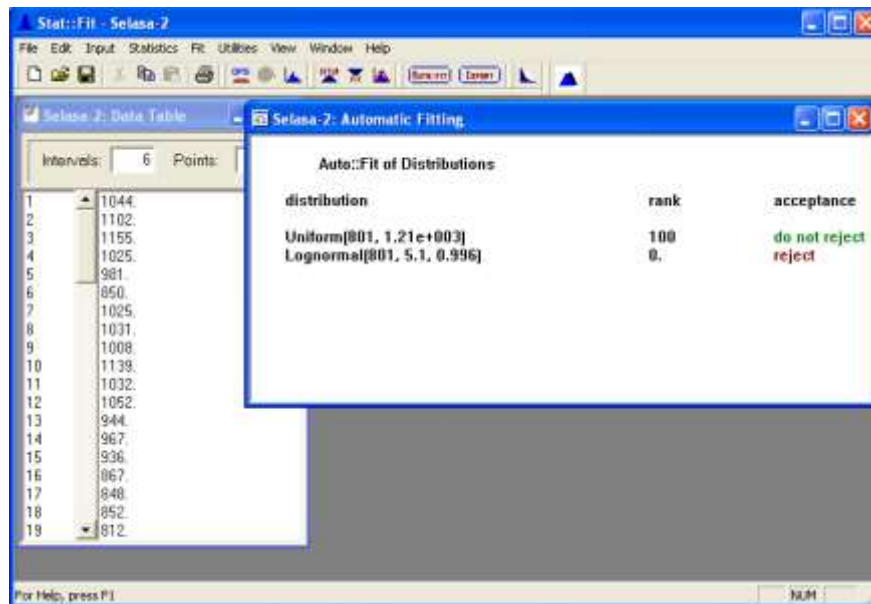 Stat::Fit - Selasa-2
File Edit Input Statistics Fit Utilities View Window Help
Selasa-2: Data Table
Intervals: 6 Points:
1 1044.
2 1102.
3 1155.
4 1025.
5 981.
6 850.
7 1025.
8 1031.
9 1008.
10 1139.
11 1032.
12 1052.
13 944.
14 967.
15 936.
16 867.
17 848.
18 852.
19 812.
Selasa-2: Automatic Fitting
Auto::Fit of Distributions
distribution rank acceptance
Uniform[801, 1.21e+003] 100 do not reject
Lognormal[801, 5.1, 0.996] 0. reject
For Help, press F1
NUM